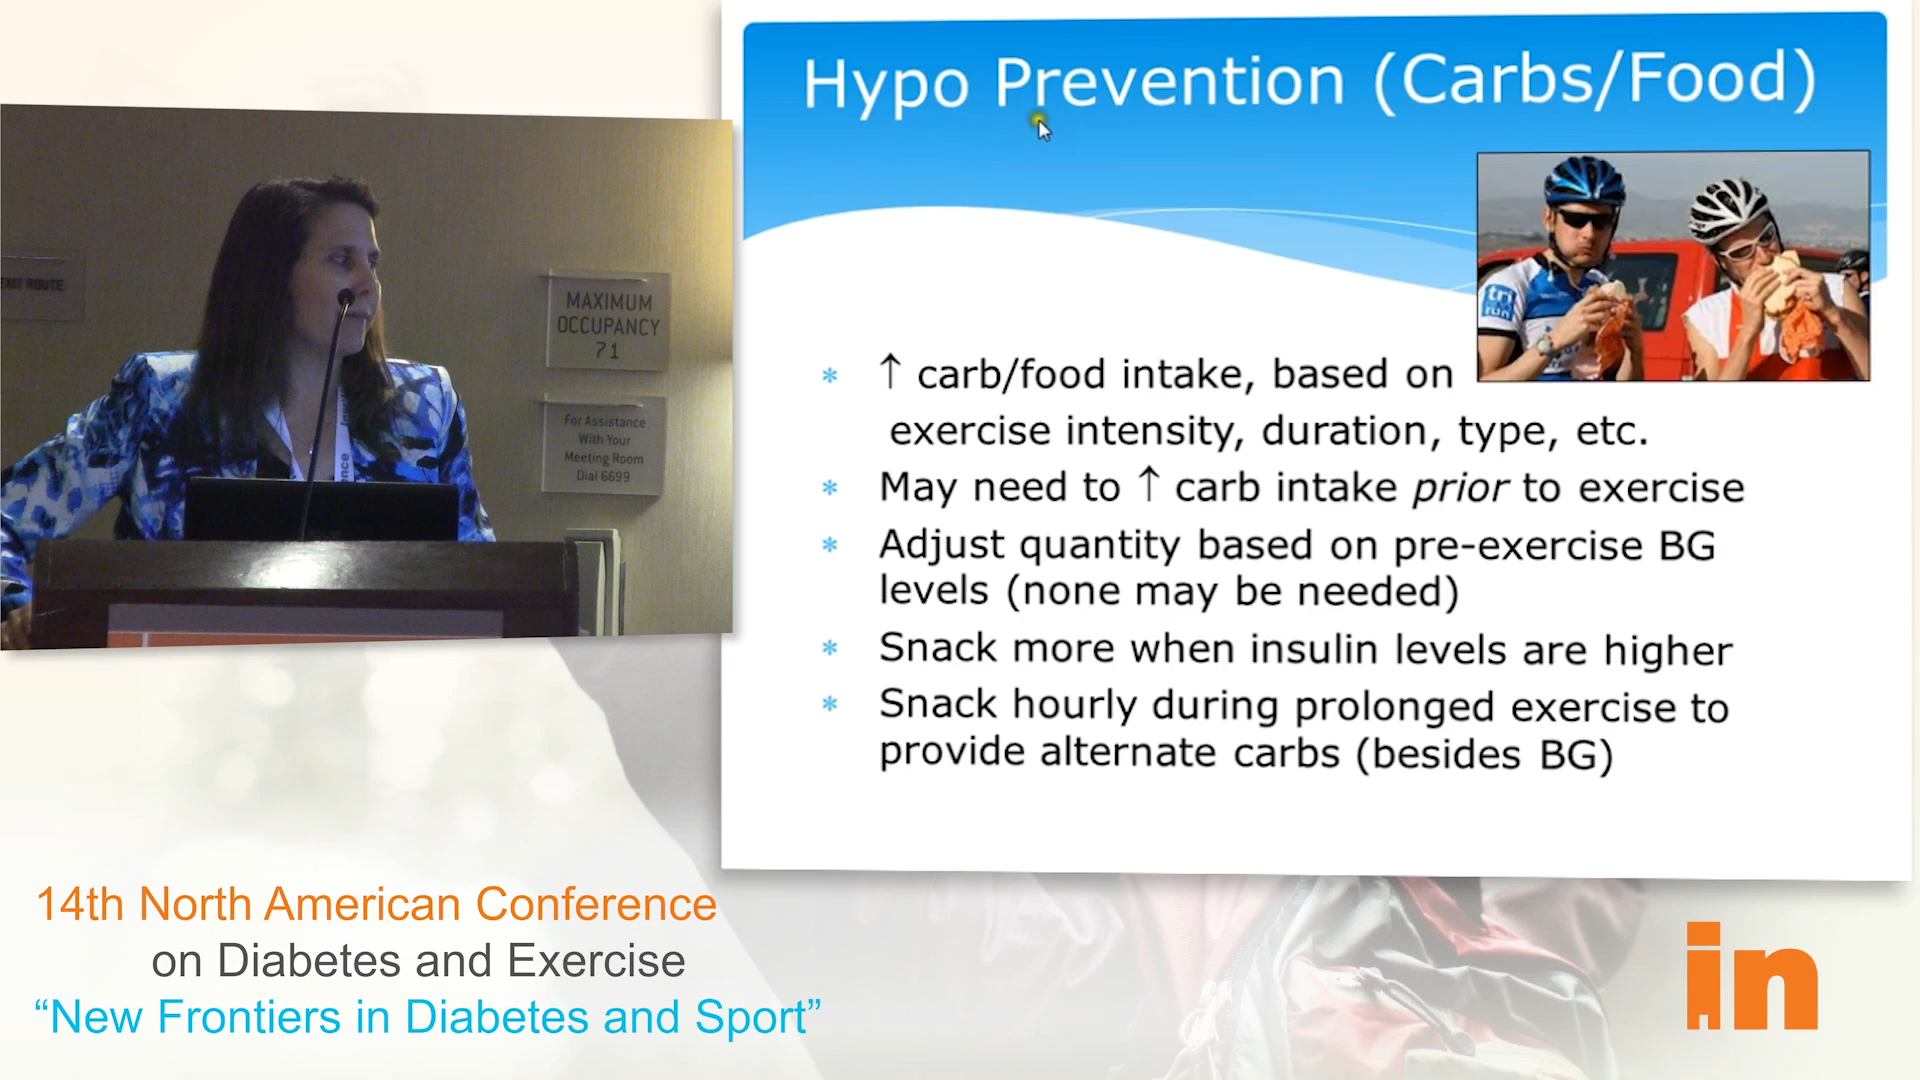 Hypo Prevention (Carbs/Food)
* ↑ carb/food intake, based on
exercise intensity, duration, type, etc.
* May need to ↑ carb intake prior to exercise
* Adjust quantity based on pre-exercise BG
levels (none may be needed)
* Snack more when insulin levels are higher
* Snack hourly during prolonged exercise to
provide alternate carbs (besides BG)
tri
run
EXIT ROUTE
MAXIMUM
OCCUPANCY
71
For Assistance
With Your
Meeting Room
Dial 6699
14th North American Conference
on Diabetes and Exercise
“New Frontiers in Diabetes and Sport”
in